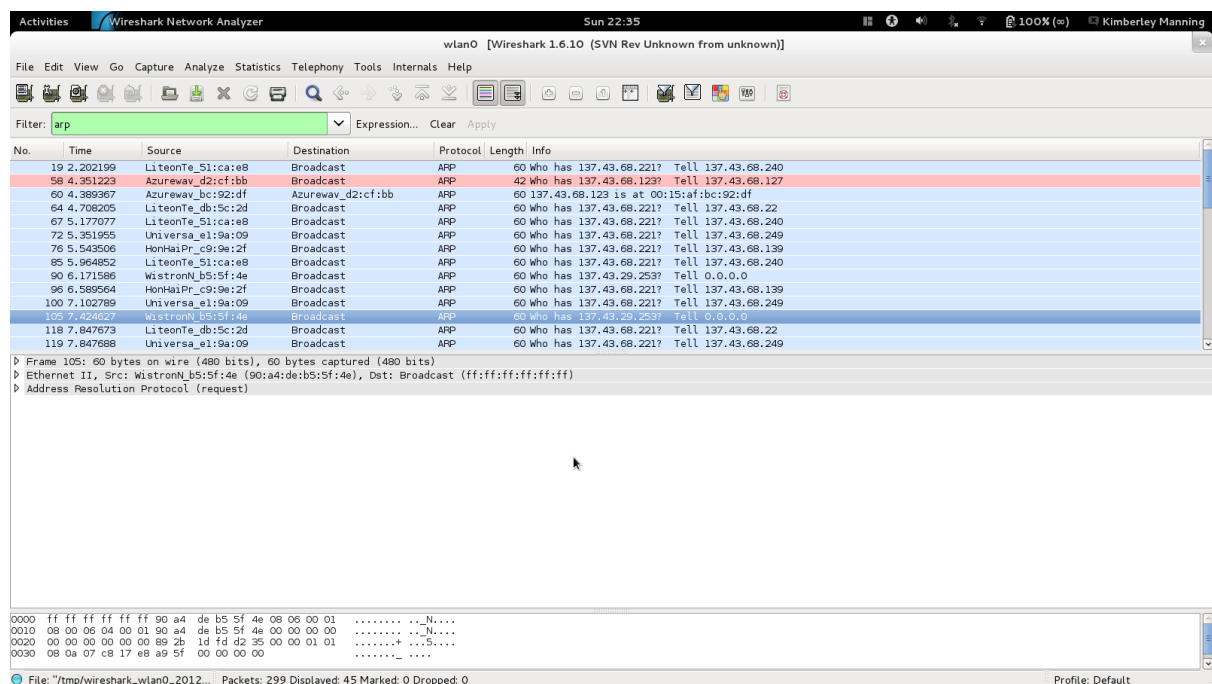 Activities Wireshark Network Analyzer Sun 22:35 100% (∞) Kimberley Manning
wlan0 [Wireshark 1.6.10 (SVN Rev Unknown from unknown)]
File Edit View Go Capture Analyze Statistics Telephony Tools Internals Help
Filter: arp Expression... Clear Apply
No. Time Source Destination Protocol Length Info
19 2.202199 LiteonTe_51:ca:e8 Broadcast ARP 60 Who has 137.43.68.221? Tell 137.43.68.240
58 4.351223 Azurewav_d2:cf:bb Broadcast ARP 42 Who has 137.43.68.123? Tell 137.43.68.127
60 4.389367 Azurewav_bc:92:df Azurewav_d2:cf:bb ARP 60 137.43.68.123 is at 00:15:af:bc:92:df
64 4.708205 LiteonTe_db:5c:2d Broadcast ARP 60 Who has 137.43.68.221? Tell 137.43.68.22
67 5.177077 LiteonTe_51:ca:e8 Broadcast ARP 60 Who has 137.43.68.221? Tell 137.43.68.240
72 5.351955 Universa_e1:9a:09 Broadcast ARP 60 Who has 137.43.68.221? Tell 137.43.68.249
76 5.543506 HonHaiPr_c9:9e:2f Broadcast ARP 60 Who has 137.43.68.221? Tell 137.43.68.139
85 5.964852 LiteonTe_51:ca:e8 Broadcast ARP 60 Who has 137.43.68.221? Tell 137.43.68.240
90 6.171586 WistronN_b5:5f:4e Broadcast ARP 60 Who has 137.43.29.253? Tell 0.0.0.0
96 6.589564 HonHaiPr_c9:9e:2f Broadcast ARP 60 Who has 137.43.68.221? Tell 137.43.68.139
100 7.102789 Universa_e1:9a:09 Broadcast ARP 60 Who has 137.43.68.221? Tell 137.43.68.249
105 7.424627 WistronN_b5:5f:4e Broadcast ARP 60 Who has 137.43.29.253? Tell 0.0.0.0
118 7.847673 LiteonTe_db:5c:2d Broadcast ARP 60 Who has 137.43.68.221? Tell 137.43.68.22
119 7.847688 Universa_e1:9a:09 Broadcast ARP 60 Who has 137.43.68.221? Tell 137.43.68.249
Frame 105: 60 bytes on wire (480 bits), 60 bytes captured (480 bits)
Ethernet II, Src: WistronN_b5:5f:4e (90:a4:de:b5:5f:4e), Dst: Broadcast (ff:ff:ff:ff:ff:ff)
Address Resolution Protocol (request)
0000 ff ff ff ff ff ff 90 a4 de b5 5f 4e 08 06 00 01 ........ .._N....
0010 08 00 06 04 00 01 90 a4 de b5 5f 4e 00 00 00 00 ........ .._N....
0020 00 00 00 00 00 00 89 2b 1d fd d2 35 00 00 01 01 .......+ ...5....
0030 08 0a 07 c8 17 e8 a9 5f 00 00 00 00 ......._ ....
File: "/tmp/wireshark_wlan0_2012... Packets: 299 Displayed: 45 Marked: 0 Dropped: 0 Profile: Default